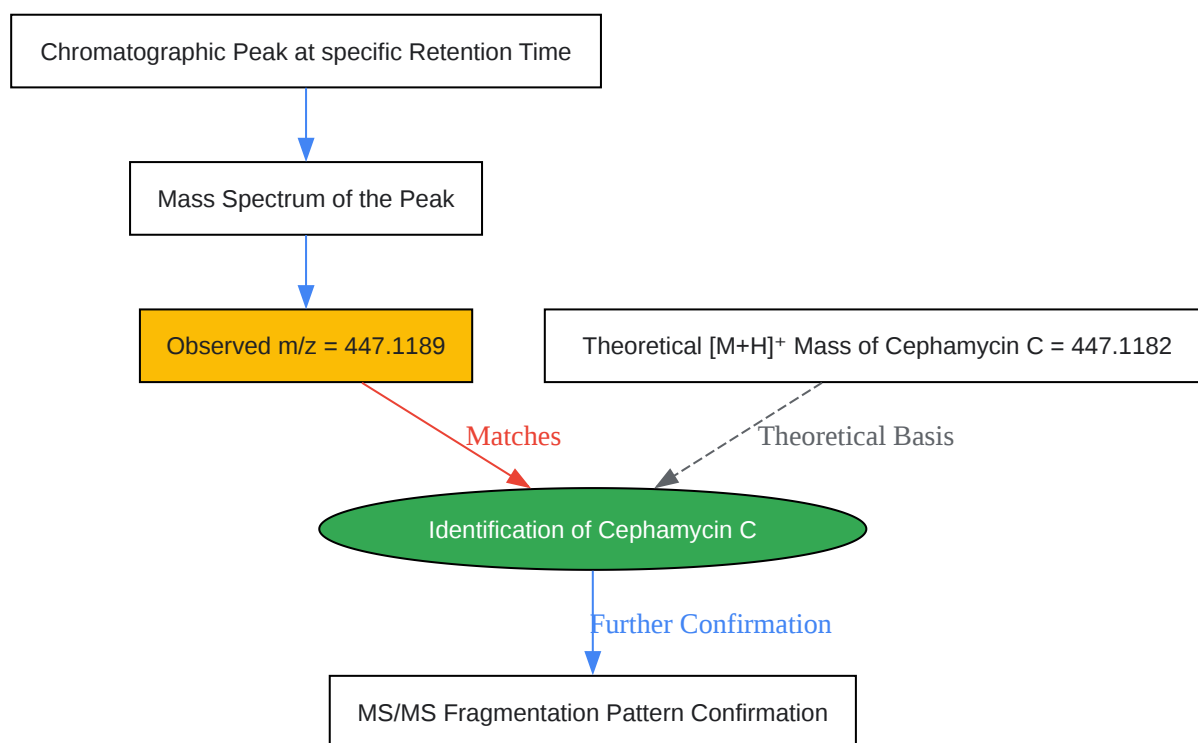 Chromatographic Peak at specific Retention Time
Mass Spectrum of the Peak
Observed m/z = 447.1189
Theoretical [M+H]⁺ Mass of Cephamycin C = 447.1182
Matches
Theoretical Basis
Identification of Cephamycin C
Further Confirmation
MS/MS Fragmentation Pattern Confirmation